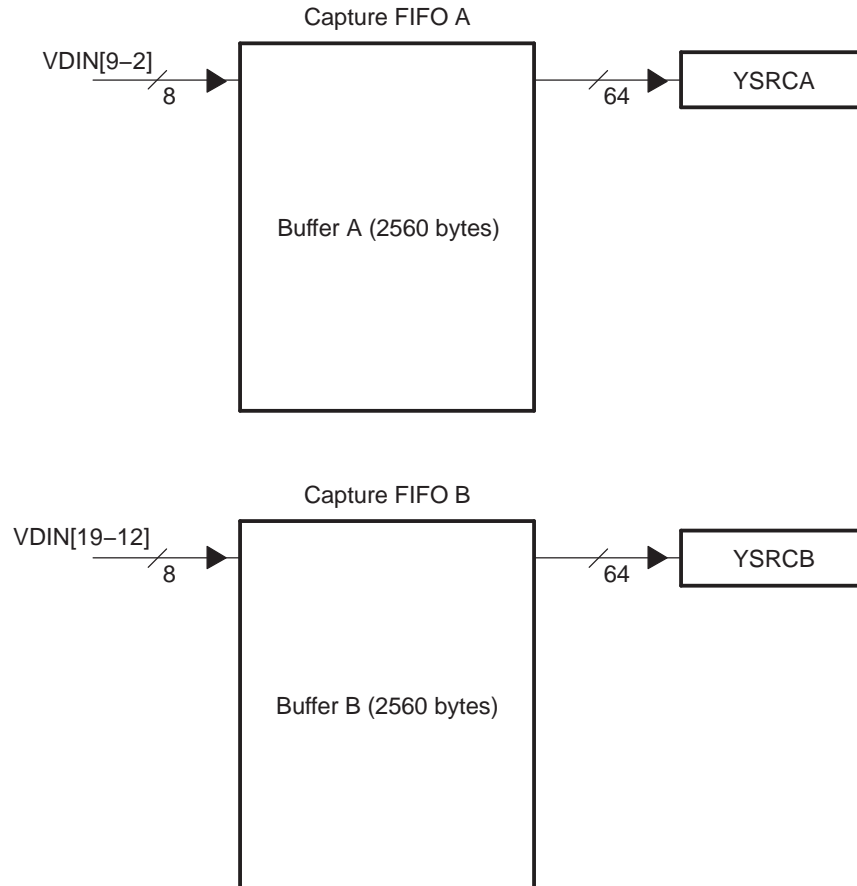 Capture FIFO A
VDIN[9–2]
8
64
YSRCA
Buffer A (2560 bytes)
Capture FIFO B
VDIN[19–12]
8
64
YSRCB
Buffer B (2560 bytes)